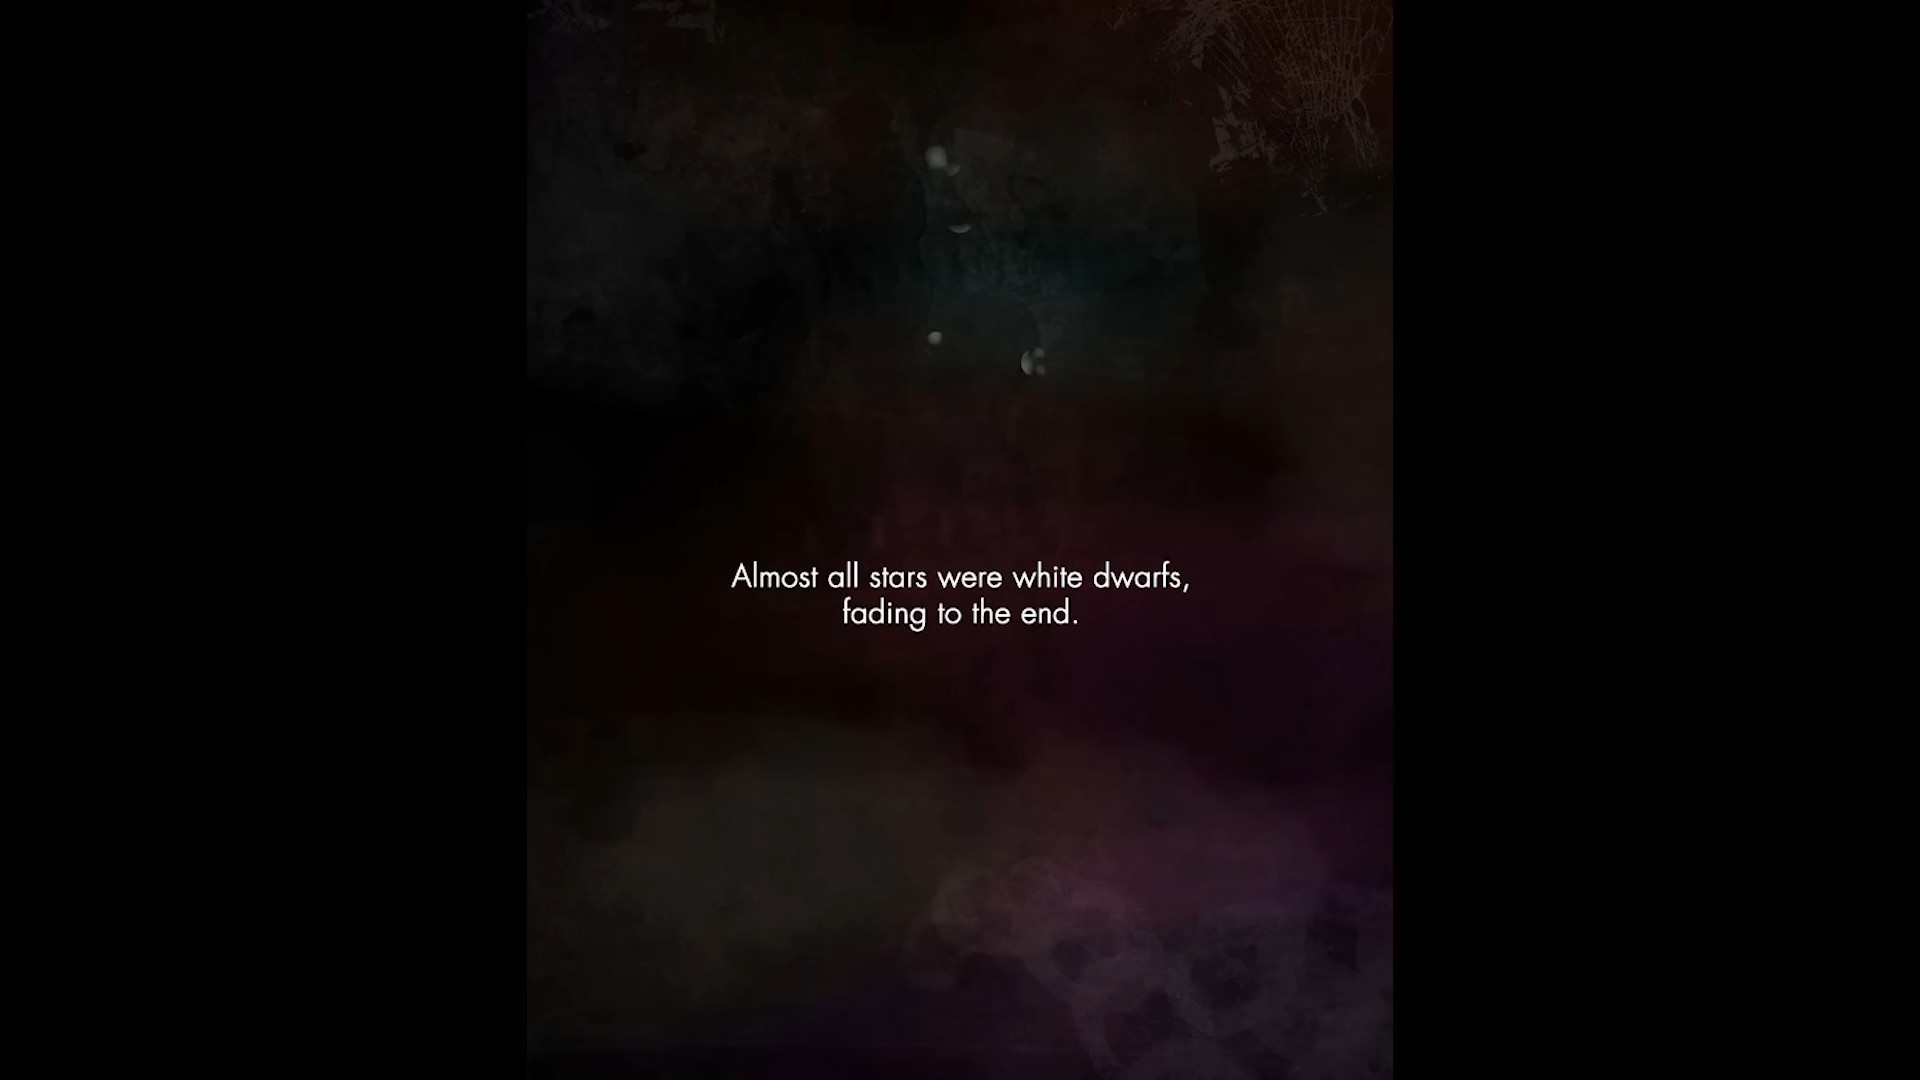 Almost all stars were white dwarfs,
fading to the end.